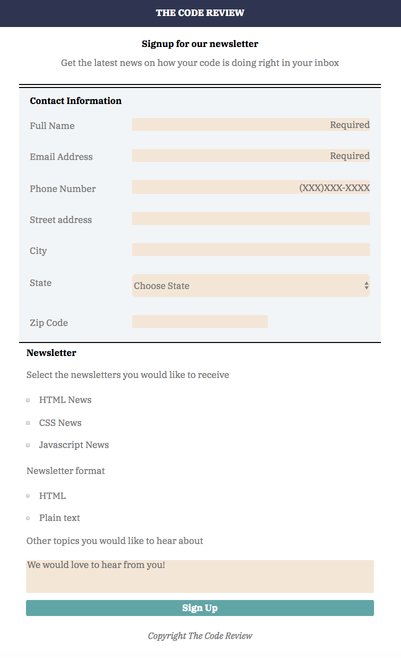 THE CODE REVIEW
Signup for our newsletter
Get the latest news on how your code is doing right in your inbox
Contact Information
Full Name Required
Email Address Required
Phone Number (XXX)XXX-XXXX
Street address
City
State Choose State
Zip Code
Newsletter
Select the newsletters you would like to receive
HTML News
CSS News
Javascript News
Newsletter format
HTML
Plain text
Other topics you would like to hear about
We would love to hear from you!
Sign Up
Copyright The Code Review